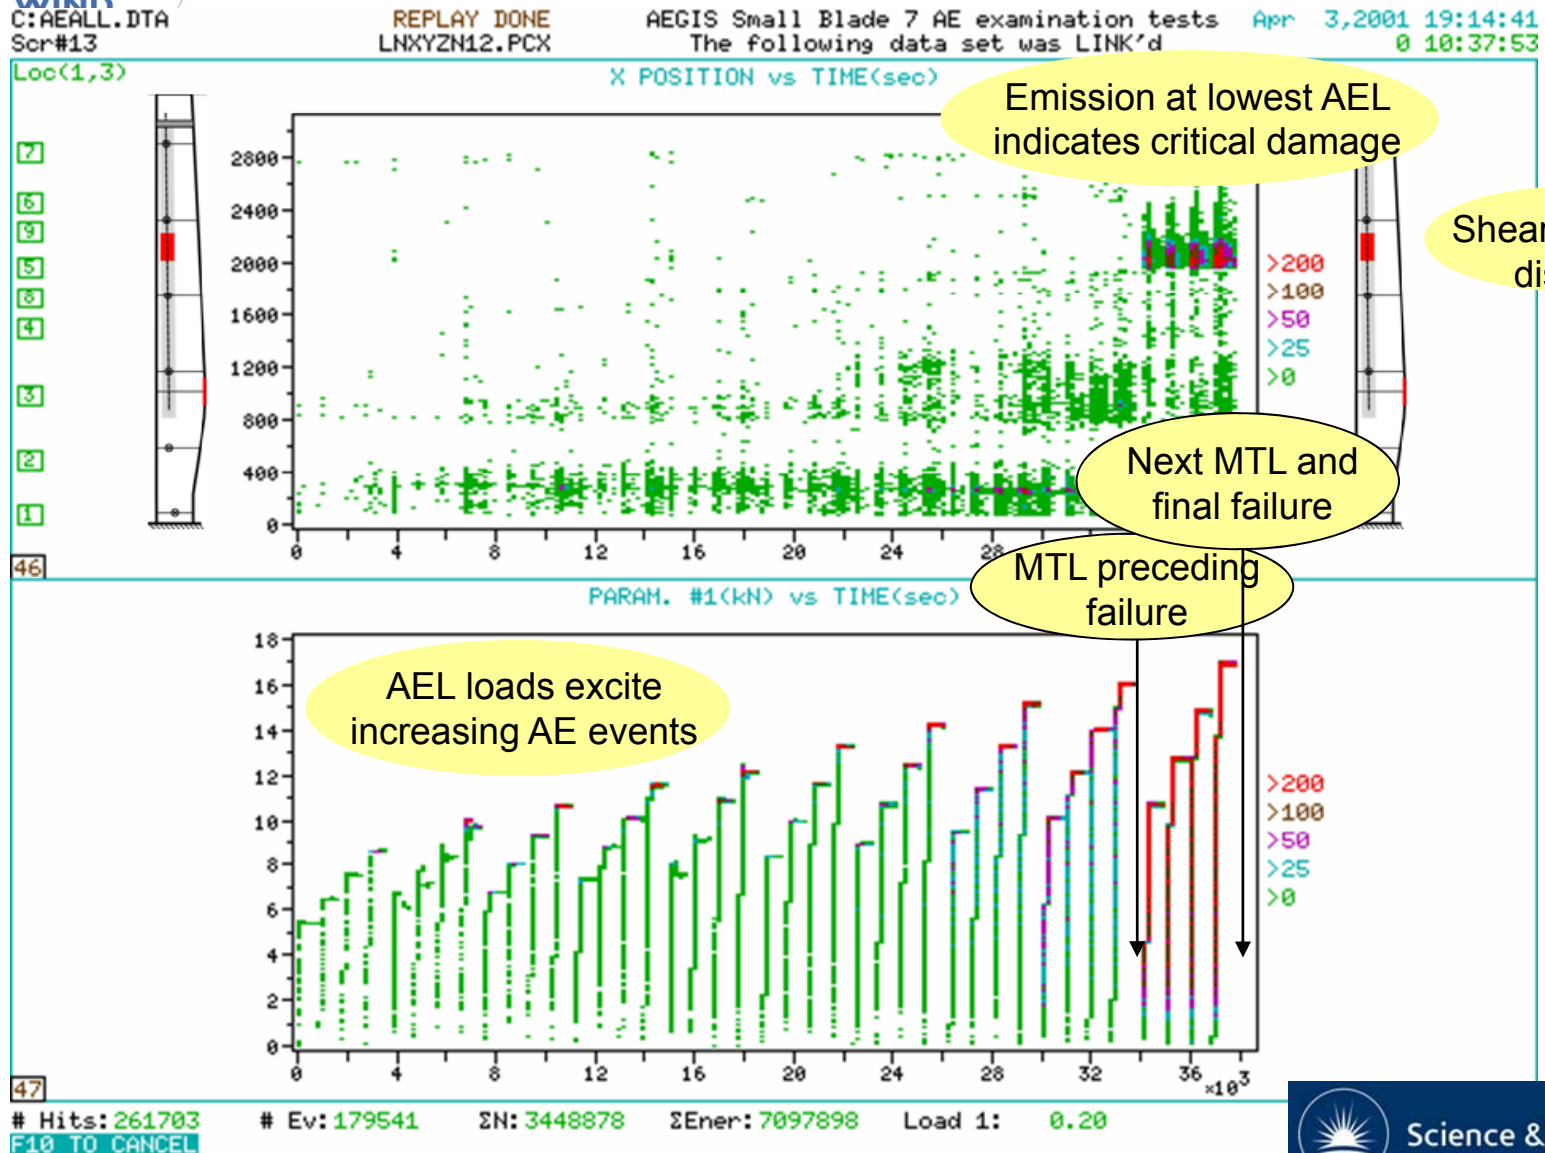 WIND
C:AEALL.DTA REPLAY DONE AEGIS Small Blade 7 AE examination tests Apr 3,2001 19:14:41
Scr#13 LNXYZN12.PCX The following data set was LINK'd 0 10:37:53
Loc(1,3) X POSITION vs TIME(sec)
Emission at lowest AEL
indicates critical damage
7
6
9
5
8
4
3
2
1
2800
2400
2000
1600
1200
800
400
0
>200
>100
>50
>25
>0
Shear
dis
Next MTL and
final failure
0 4 8 12 16 20 28
MTL preceding
failure
46
PARAM. #1(kN) vs TIME(sec)
AEL loads excite
increasing AE events
18
16
14
12
10
8
6
4
2
0
>200
>100
>50
>25
>0
0 4 8 12 16 20 24 28 32 36
×10³
47
# Hits:261703 # Ev:179541 ΣN:3448878 ΣEner:7097898 Load 1: 0.20
F10 TO CANCEL
Science &